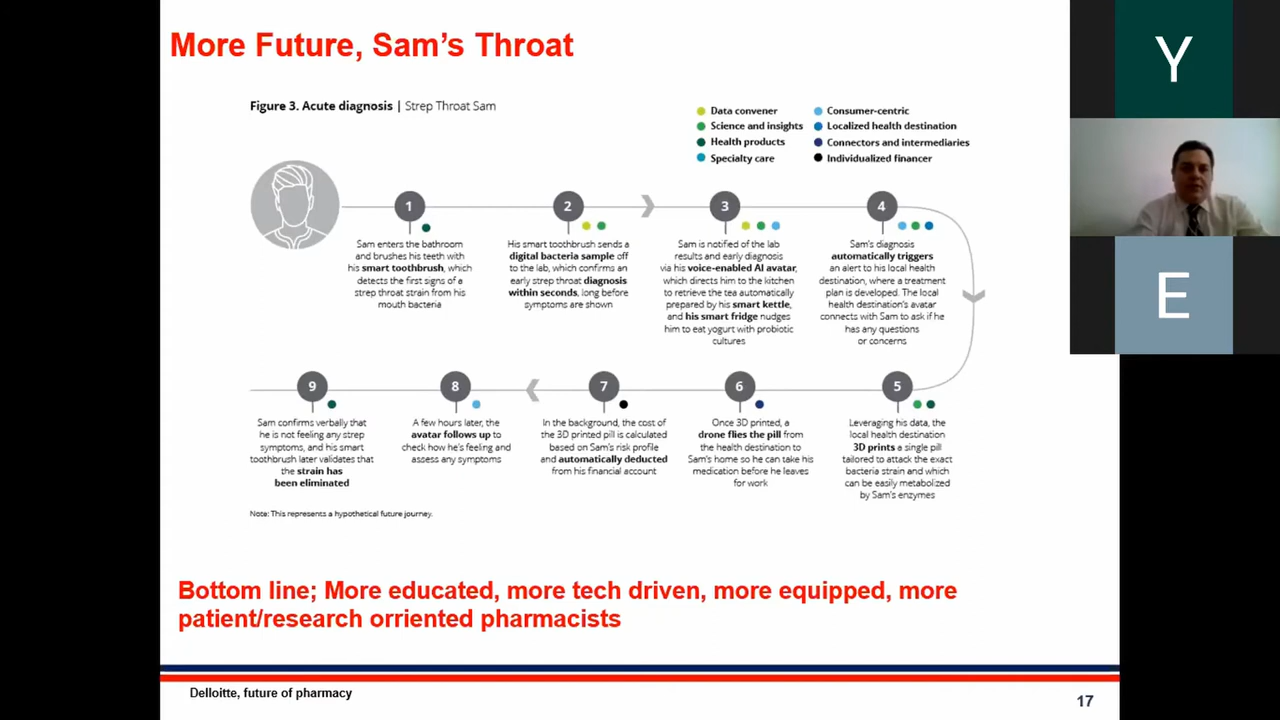 More Future, Sam's Throat
Y
Figure 3. Acute diagnosis | Strep Throat Sam
Data convener
Science and insights
Health products
Specialty care
Consumer-centric
Localized health destination
Connectors and intermediaries
Individualized financer
1
Sam enters the bathroom
and brushes his teeth with
his smart toothbrush, which
detects the first signs of a
strep throat strain from his
mouth bacteria
2
His smart toothbrush sends a
digital bacteria sample off
to the lab, which confirms an
early strep throat diagnosis
within seconds, long before
symptoms are shown
3
Sam is notified of the lab
results and early diagnosis
via his voice-enabled AI avatar,
which directs him to the kitchen
to retrieve the tea automatically
prepared by his smart kettle,
and his smart fridge nudges
him to eat yogurt with probiotic
cultures
4
Sam's diagnosis
automatically triggers
an alert to his local health
destination, where a treatment
plan is developed. The local
health destination's avatar
connects with Sam to ask if he
has any questions
or concerns
E
5
Leveraging his data, the
local health destination
3D prints a single pill
tailored to attack the exact
bacteria strain and which
can be easily metabolized
by Sam's enzymes
6
Once 3D printed, a
drone flies the pill from
the health destination to
Sam's home so he can take his
medication before he leaves
for work
7
In the background, the cost of
the 3D printed pill is calculated
based on Sam's risk profile
and automatically deducted
from his financial account
8
A few hours later, the
avatar follows up to
check how he's feeling and
assess any symptoms
9
Sam confirms verbally that
he is not feeling any strep
symptoms, and his smart
toothbrush later validates that
the strain has
been eliminated
Note: This represents a hypothetical future journey.
Bottom line; More educated, more tech driven, more equipped, more
patient/research orriented pharmacists
Delloitte, future of pharmacy
17